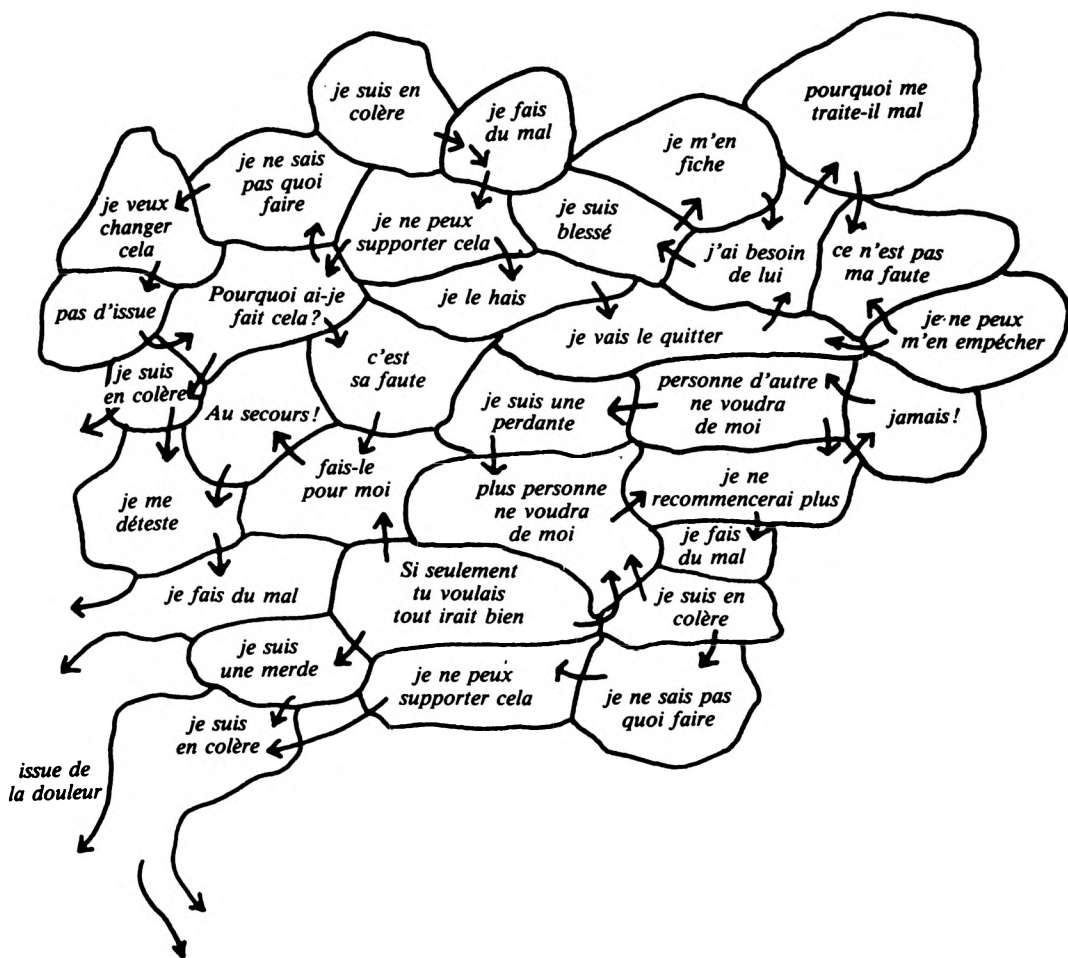 je suis en
colère
je fais
du mal
pourquoi me
traite-il mal
je m'en
fiche
je ne sais
pas quoi
faire
je veux
changer
cela
je ne peux
supporter cela
je suis
blessé
j'ai besoin
de lui
ce n'est pas
ma faute
pas d'issue
Pourquoi ai-je
fait cela?
je le hais
je vais le quitter
je ne peux
m'en empécher
je suis
en colère
c'est
sa faute
Au secours!
je suis une
perdante
personne d'autre
ne voudra
de moi
jamais!
fais-le
pour moi
je me
déteste
plus personne
ne voudra
de moi
je ne
recommencerai plus
je fais
du mal
je fais du mal
Si seulement
tu voulais
tout irait bien
je suis en
colère
je suis
une merde
je ne peux
supporter cela
je ne sais pas
quoi faire
je suis
en colère
issue de
la douleur